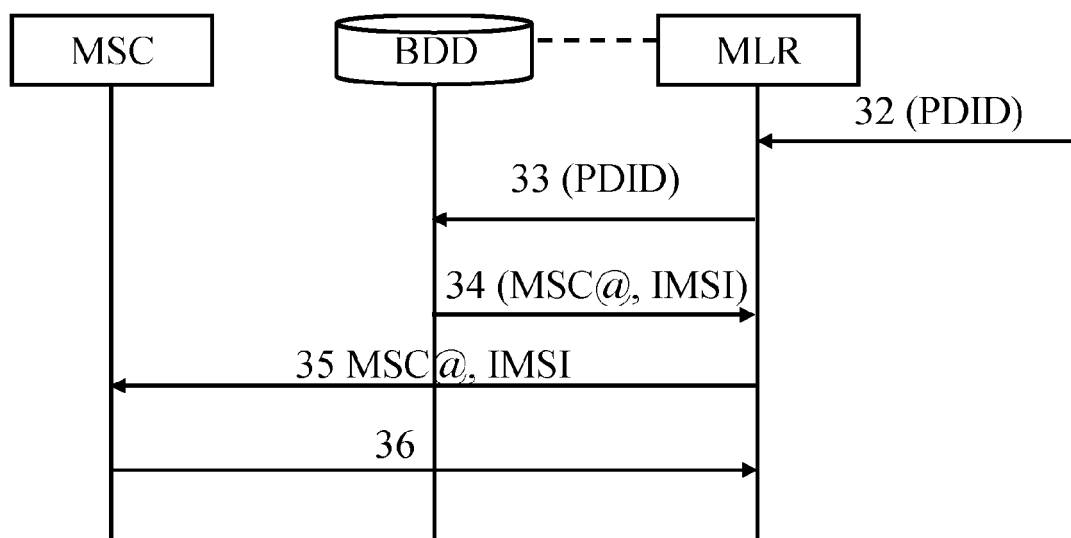 MSC
BDD
MLR
32 (PDID)
33 (PDID)
34 (MSC@, IMSI)
35 MSC@, IMSI
36